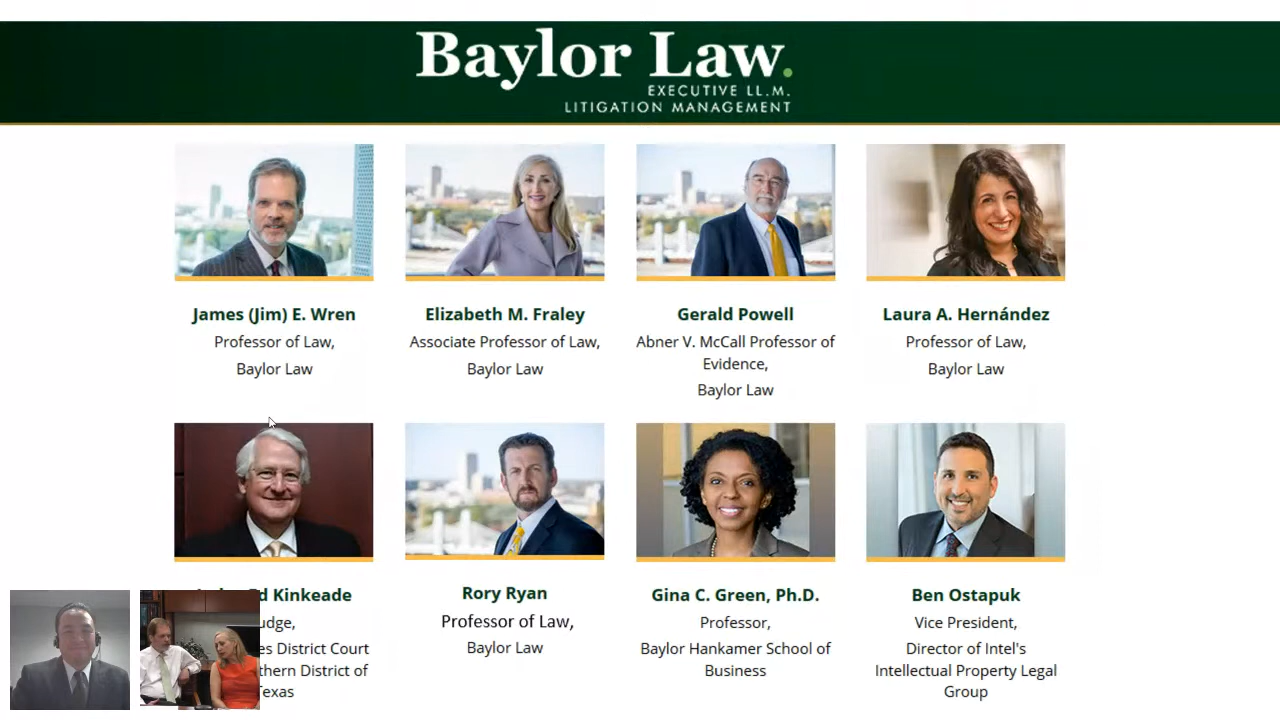 Baylor Law.
EXECUTIVE LL.M.
LITIGATION MANAGEMENT
James (Jim) E. Wren
Professor of Law,
Baylor Law
Elizabeth M. Fraley
Associate Professor of Law,
Baylor Law
Gerald Powell
Abner V. McCall Professor of
Evidence,
Baylor Law
Laura A. Hernández
Professor of Law,
Baylor Law
Kinkeade
District Court
District of
Texas
Rory Ryan
Professor of Law,
Baylor Law
Gina C. Green, Ph.D.
Professor,
Baylor Hankamer School of
Business
Ben Ostapuk
Vice President,
Director of Intel's
Intellectual Property Legal
Group